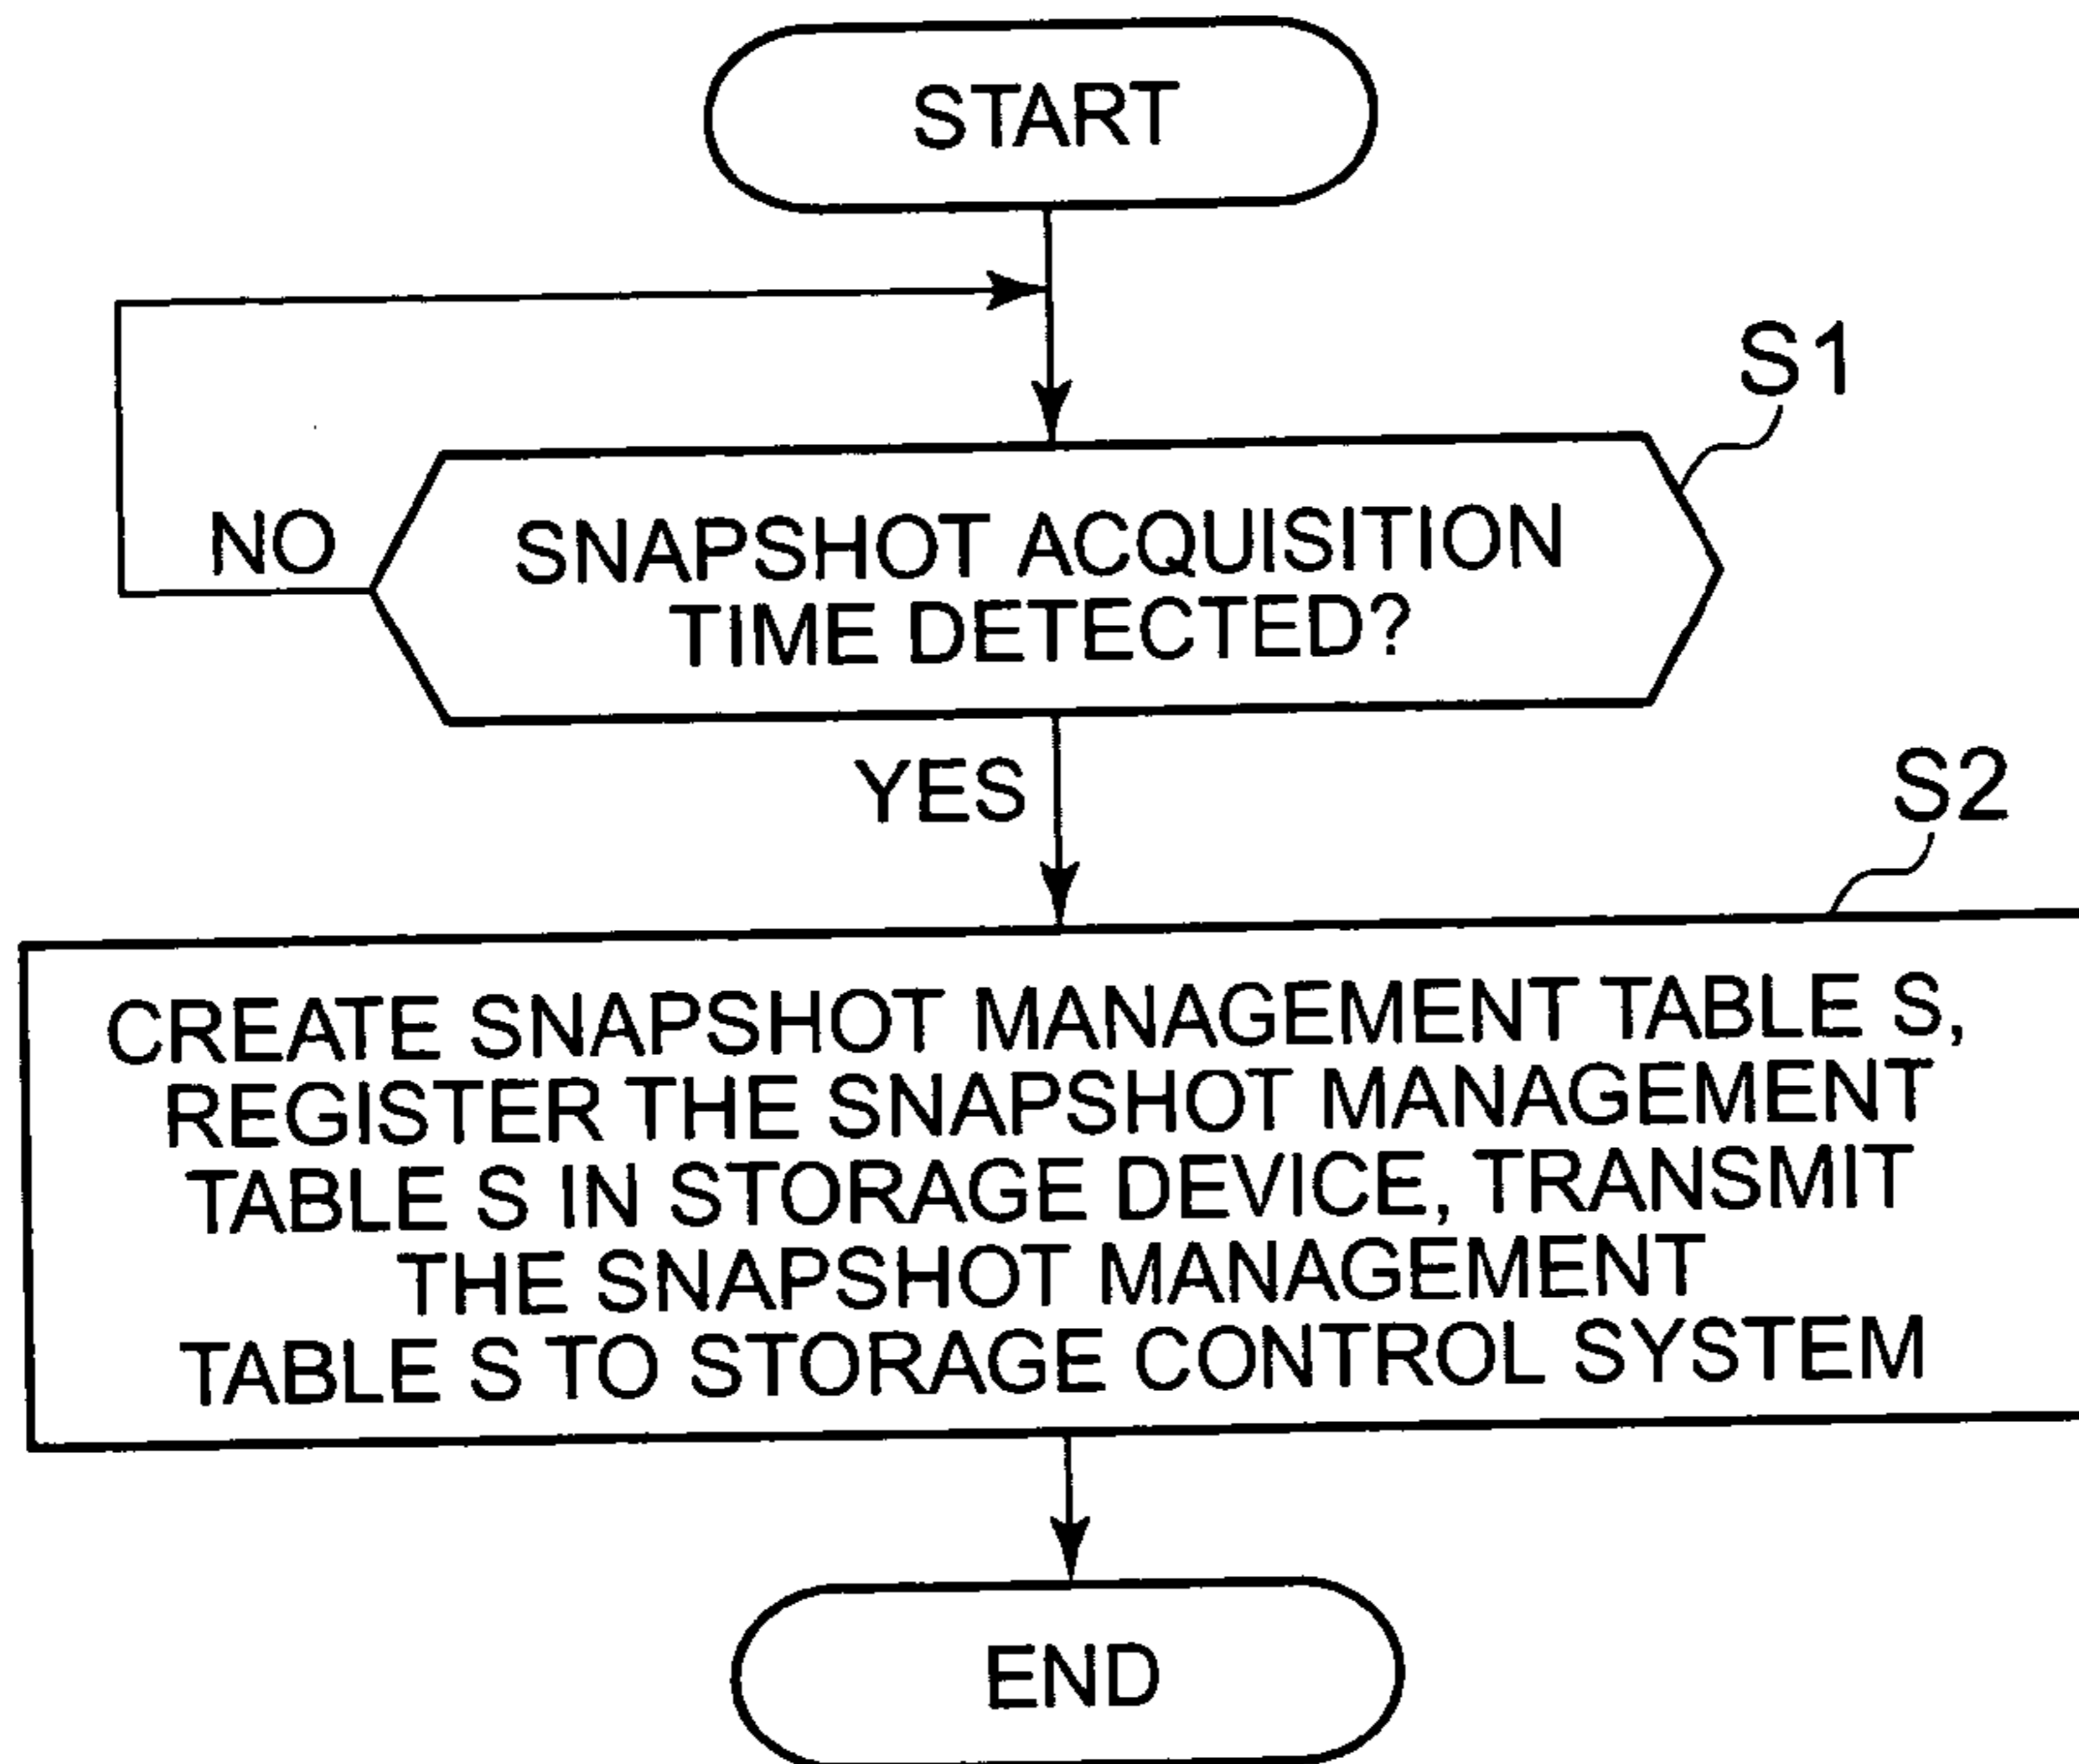 START
S1
NO
SNAPSHOT ACQUISITION
TIME DETECTED?
YES
S2
CREATE SNAPSHOT MANAGEMENT TABLE S,
REGISTER THE SNAPSHOT MANAGEMENT
TABLE S IN STORAGE DEVICE, TRANSMIT
THE SNAPSHOT MANAGEMENT
TABLE S TO STORAGE CONTROL SYSTEM
END